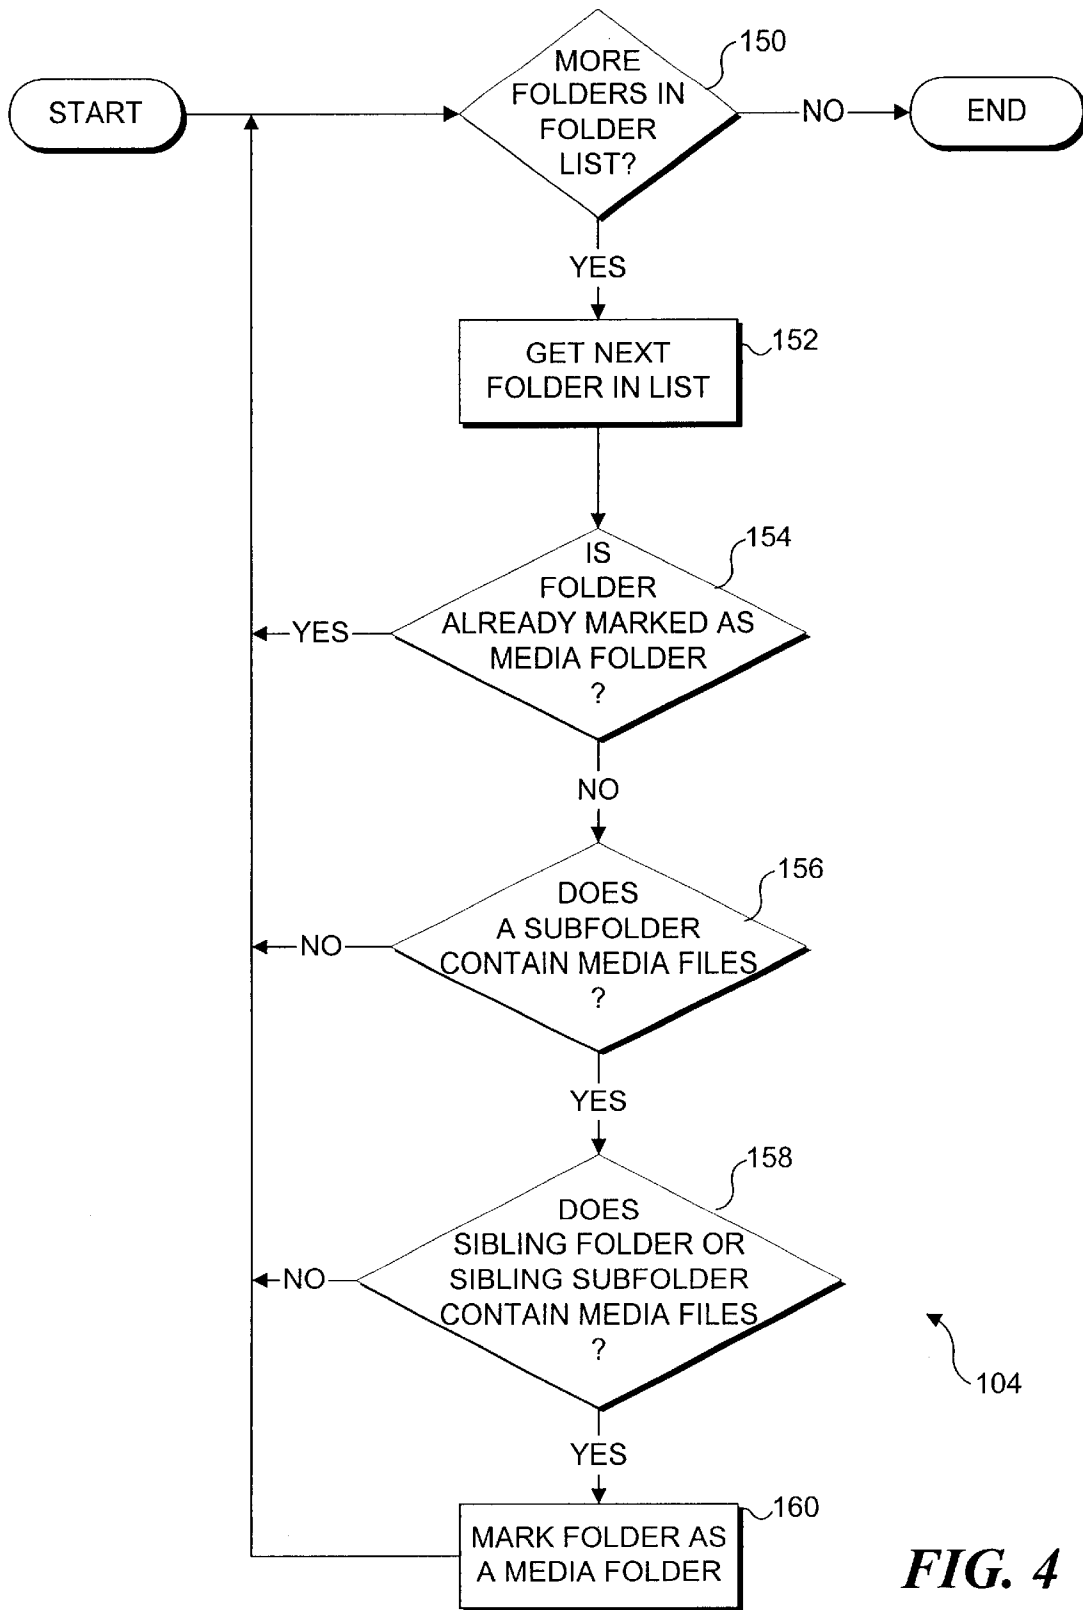 START
MORE
FOLDERS IN
FOLDER
LIST?
150
NO
END
YES
GET NEXT
FOLDER IN LIST
152
IS
FOLDER
ALREADY MARKED AS
MEDIA FOLDER
?
154
YES
NO
DOES
A SUBFOLDER
CONTAIN MEDIA FILES
?
156
NO
YES
DOES
SIBLING FOLDER OR
SIBLING SUBFOLDER
CONTAIN MEDIA FILES
?
158
NO
104
YES
MARK FOLDER AS
A MEDIA FOLDER
160
FIG. 4